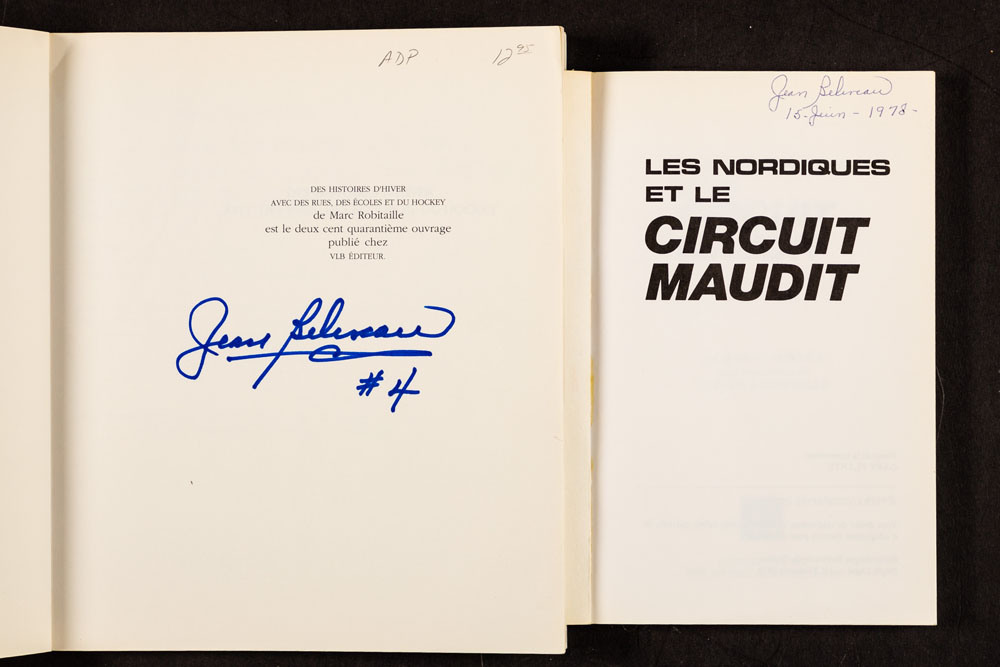 ADP 12 95
DES HISTOIRES D'HIVER
AVEC DES RUES, DES ÉCOLES ET DU HOCKEY
de Marc Robitaille
est le deux cent quarantième ouvrage
publié chez
VLB ÉDITEUR.
Jean Beliveau
#4
Jean Beliveau
15-Juin-1978-
LES NORDIQUES
ET LE
CIRCUIT
MAUDIT